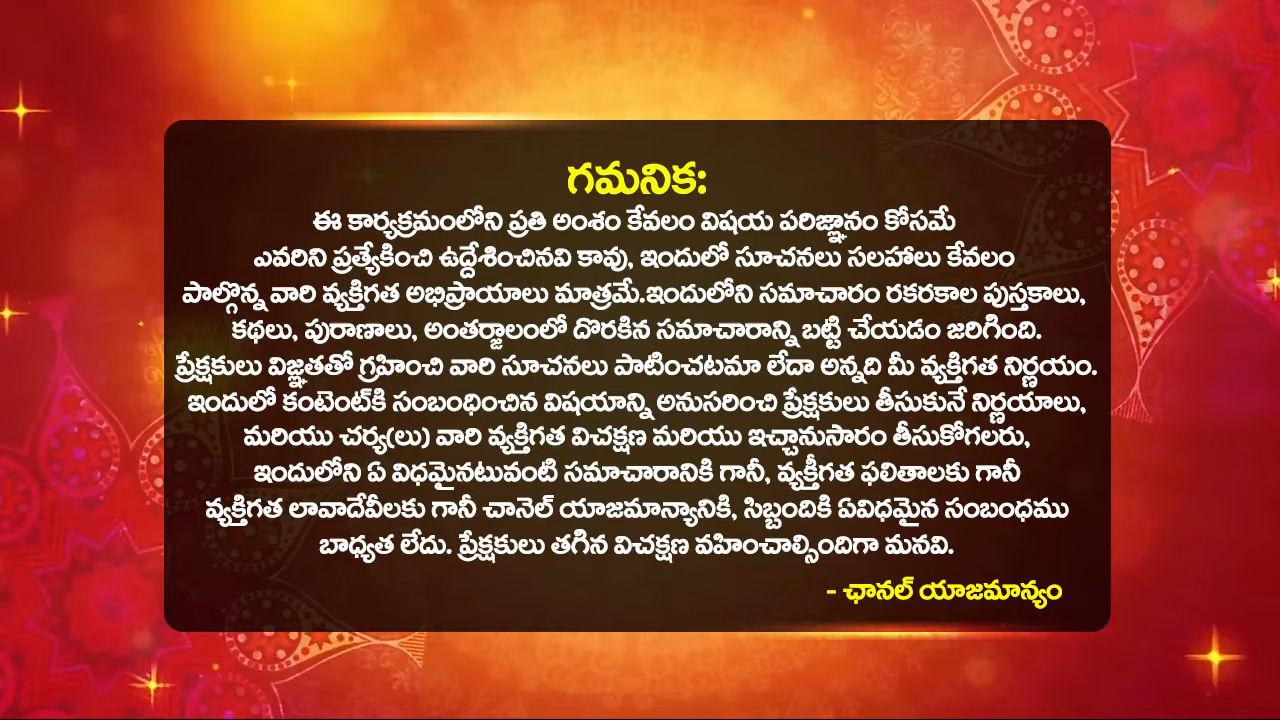 గమనిక:
ఈ కార్యక్రమంలోని ప్రతి అంశం కేవలం విషయ పరిజ్ఞానం కోసమే
ఎవరిని ప్రత్యేకించి ఉద్దేశించినవి కావు, ఇందులో సూచనలు సలహాలు కేవలం
పాల్గొన్న వారి వ్యక్తిగత అభిప్రాయాలు మాత్రమే.ఇందులోని సమాచారం రకరకాల పుస్తకాలు,
కథలు, పురాణాలు, అంతర్జాలంలో దొరకిన సమాచారాన్ని బట్టి చేయడం జరిగింది.
ప్రేక్షకులు విజ్ఞతతో గ్రహించి వారి సూచనలు పాటించటమా లేదా అన్నది మీ వ్యక్తిగత నిర్ణయం.
ఇందులో కంటెంట్‌కి సంబంధించిన విషయాన్ని అనుసరించి ప్రేక్షకులు తీసుకునే నిర్ణయాలు,
మరియు చర్య(లు) వారి వ్యక్తిగత విచక్షణ మరియు ఇచ్చానుసారం తీసుకోగలరు,
ఇందులోని ఏ విధమైనటువంటి సమాచారానికి గానీ, వ్యక్తీగత ఫలితాలకు గానీ
వ్యక్తిగత లావాదేవీలకు గానీ చానెల్ యాజమాన్యానికి, సిబ్బందికి ఏవిధమైన సంబంధము
బాధ్యత లేదు. ప్రేక్షకులు తగిన విచక్షణ వహించాల్సిందిగా మనవి.
- ఛానల్ యాజమాన్యం